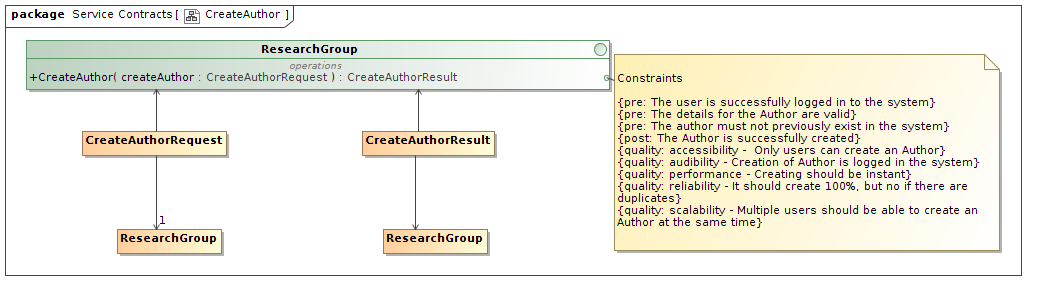 package Service Contracts [ CreateAuthor ]
ResearchGroup
operations
+CreateAuthor( createAuthor : CreateAuthorRequest ) : CreateAuthorResult
Constraints
{pre: The user is successfully logged in to the system}
{pre: The details for the Author are valid}
{pre: The author must not previously exist in the system}
{post: The Author is successfully created}
{quality: accessibility - Only users can create an Author}
{quality: audibility - Creation of Author is logged in the system}
{quality: performance - Creating should be instant}
{quality: reliability - It should create 100%, but no if there are
duplicates}
{quality: scalability - Multiple users should be able to create an
Author at the same time}
CreateAuthorRequest
CreateAuthorResult
1
ResearchGroup
ResearchGroup